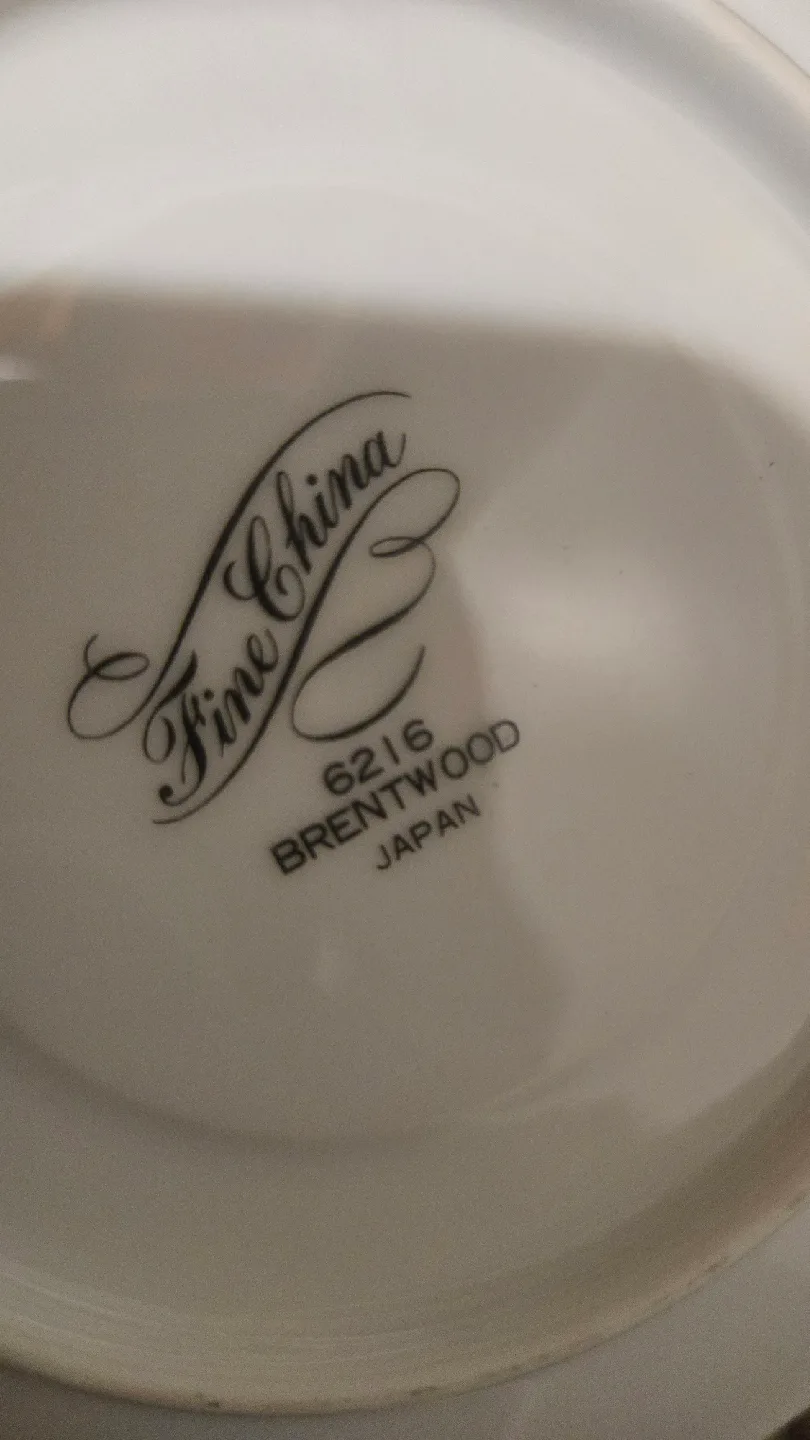 Fine China
6216
BRENTWOOD
JAPAN